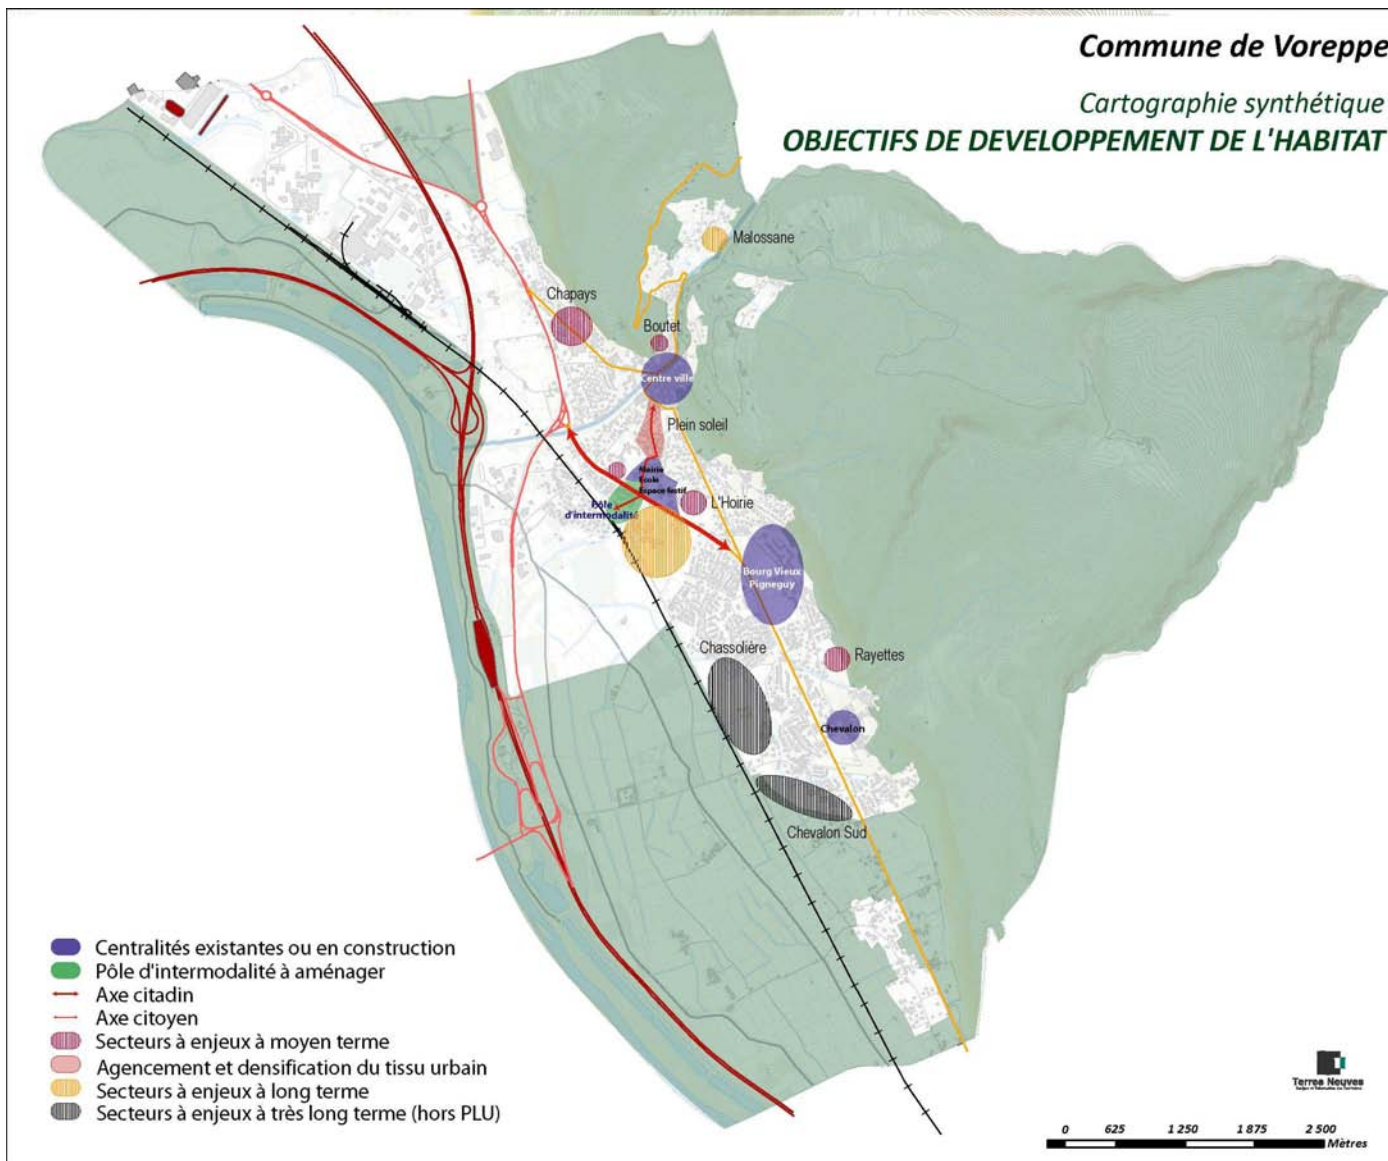 Commune de Voreppe
Cartographie synthétique
OBJECTIFS DE DEVELOPPEMENT DE L'HABITAT
Malossane
Chapays
Boutet
Centre ville
Plein soleil
Mairie
Ecole
Espace festif
L'Hoirie
Pôle
d'intermodalité
Bourg Vieux
Pigneguy
Chassolière
Rayettes
Chevalon
Chevalon Sud
Centralités existantes ou en construction
Pôle d'intermodalité à aménager
Axe citadin
Axe citoyen
Secteurs à enjeux à moyen terme
Agencement et densification du tissu urbain
Secteurs à enjeux à long terme
Secteurs à enjeux à très long terme (hors PLU)
Terres Neuves
0 625 1 250 1 875 2 500
Mètres